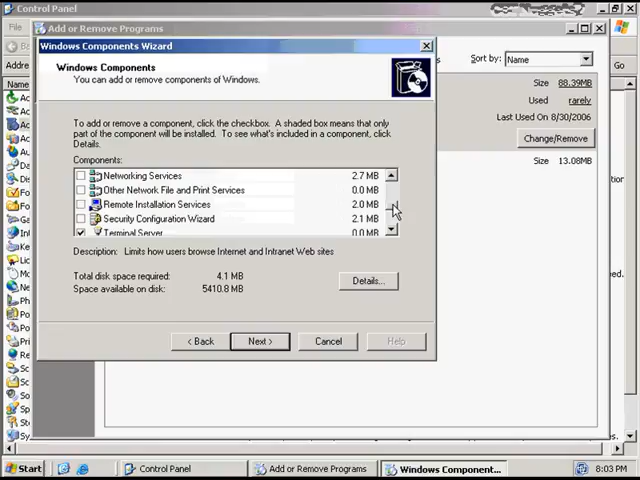 Control Panel
File
Add or Remove Programs
Windows Components Wizard
Windows Components
You can add or remove components of Windows.
Sort by: Name
Size 88.39MB
Used rarely
Last Used On 8/30/2006
Change/Remove
Size 13.08MB
To add or remove a component, click the checkbox. A shaded box means that only
part of the component will be installed. To see what's included in a component, click
Details.
Components:
Networking Services 2.7 MB
Other Network File and Print Services 0.0 MB
Remote Installation Services 2.0 MB
Security Configuration Wizard 2.1 MB
Terminal Server 0.0 MB
Description: Limits how users browse Internet and Intranet Web sites
Total disk space required: 4.1 MB
Space available on disk: 5410.8 MB
Details...
< Back
Next >
Cancel
Help
Name
Start
Control Panel
Add or Remove Programs
Windows Component...
8:03 PM